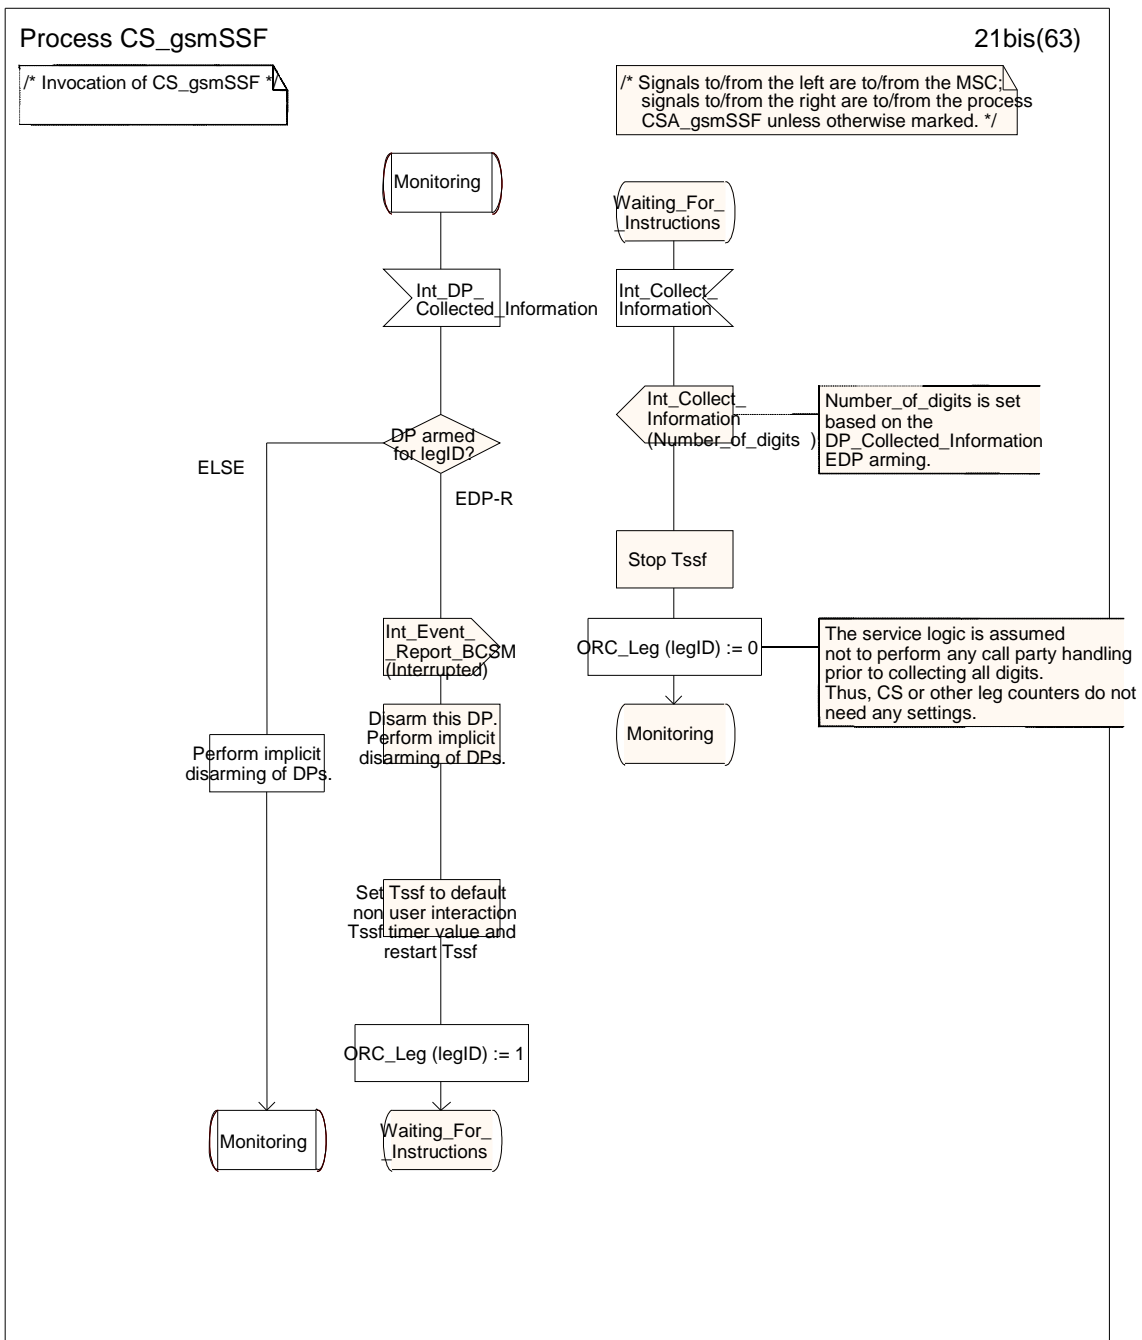 Process CS_gsmSSF
21bis(63)
/* Invocation of CS_gsmSSF */
/* Signals to/from the left are to/from the MSC;
signals to/from the right are to/from the process
CSA_gsmSSF unless otherwise marked. */
Monitoring
Int_DP_
Collected_Information
DP armed
for legID?
ELSE
EDP-R
Int_Event_
_Report_BCSM
(Interrupted)
Disarm this DP.
Perform implicit
disarming of DPs.
Perform implicit
disarming of DPs.
Set Tssf to default
non user interaction
Tssf timer value and
restart Tssf
ORC_Leg (legID) := 1
Monitoring
Waiting_For_
_Instructions
Waiting_For_
_Instructions
Int_Collect_
Information
Int_Collect_
Information
(Number_of_digits )
Number_of_digits is set
based on the
DP_Collected_Information
EDP arming.
Stop Tssf
ORC_Leg (legID) := 0
The service logic is assumed
not to perform any call party handling
prior to collecting all digits.
Thus, CS or other leg counters do not
need any settings.
Monitoring